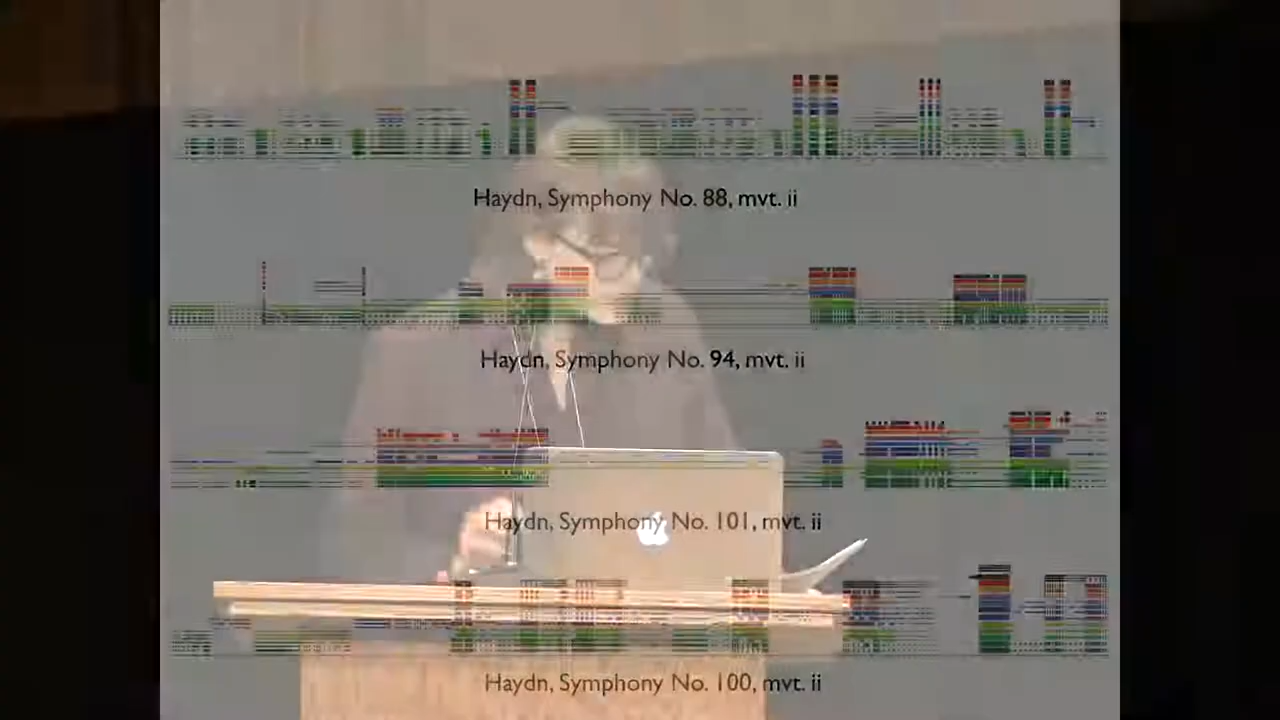 Haydn, Symphony No. 88, mvt. ii
Haydn, Symphony No. 94, mvt. ii
Haydn, Symphony No. 101, mvt. ii
Haydn, Symphony No. 100, mvt. ii